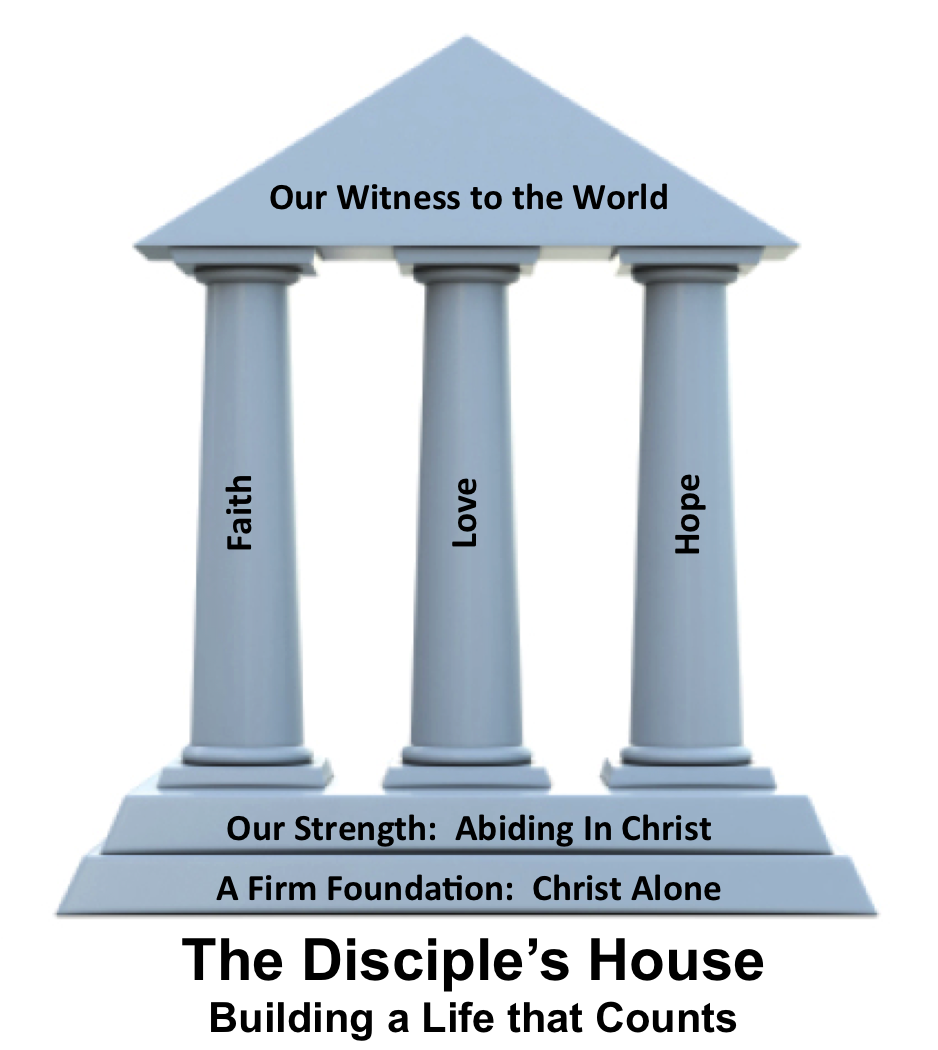 Our Witness to the World
Faith
Love
Hope
Our Strength:  Abiding In Christ
A Firm Foundation:  Christ Alone
The Disciple’s House
Building a Life that Counts